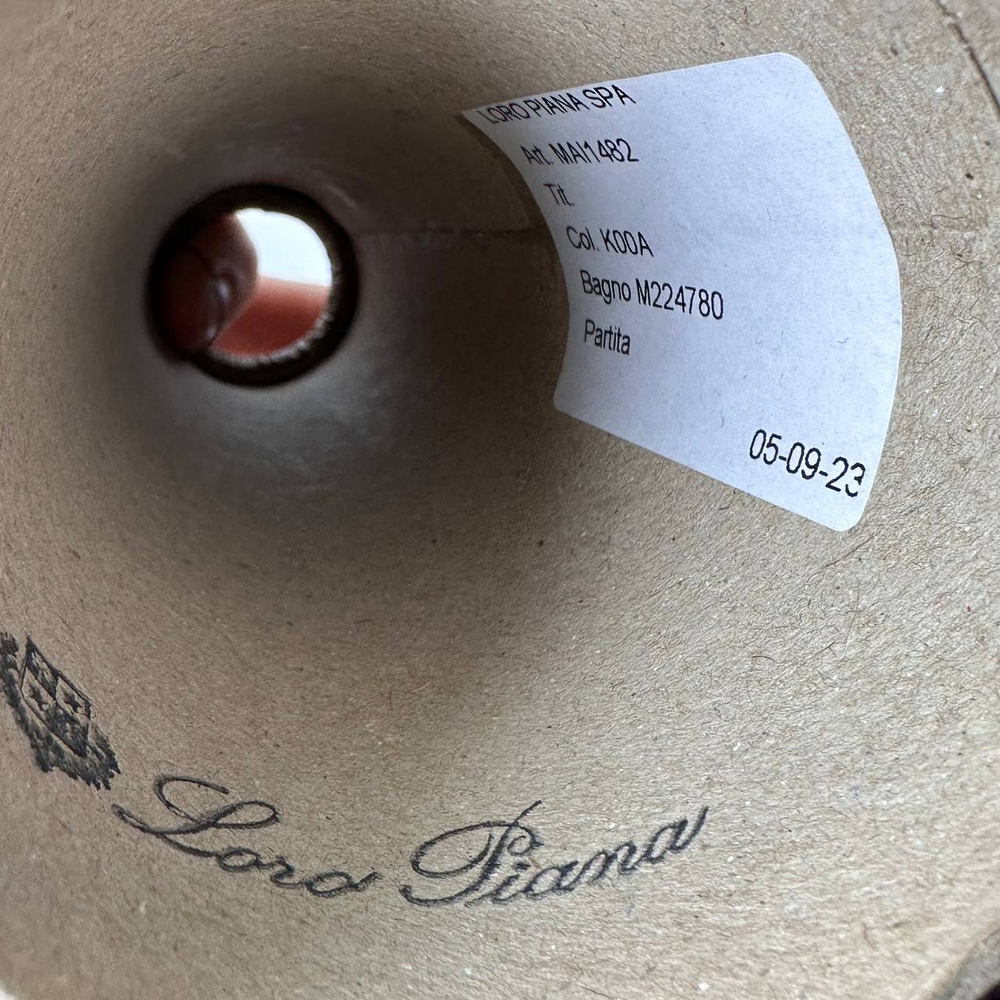 LORO PIANA SPA
Art. MAI1482
Tit.
Col. K00A
Bagno M224780
Partita
05-09-23
Loro Piana